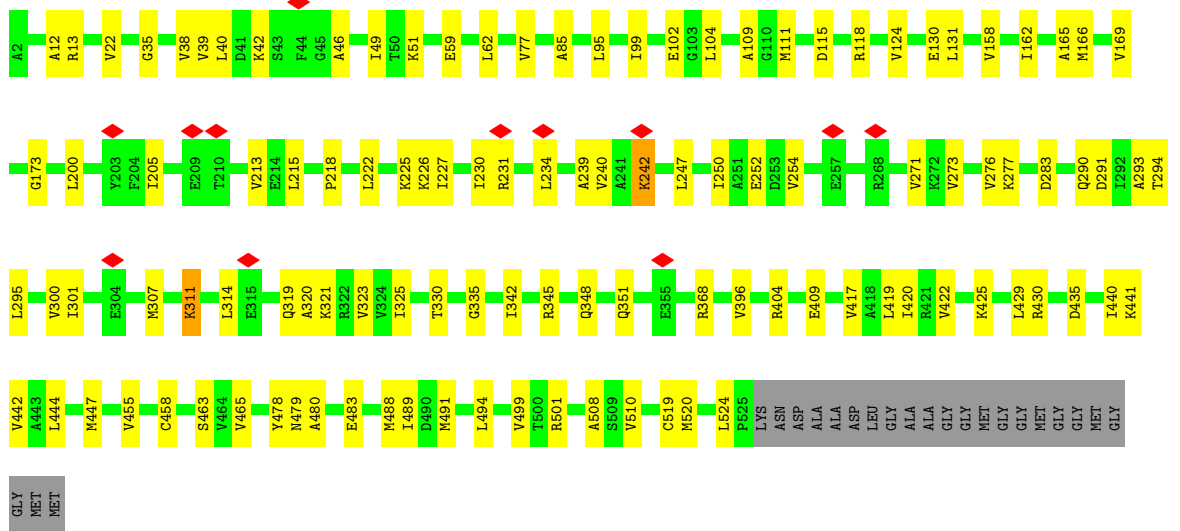 A2 A12 R13 V22 G35 V38 V39 L40 D41 K42 S43 F44 G45 A46 I49 T50 K51 E59 L62 V77 A85 L95 I99 E102 G103 L104 A109 G110 M111 D115 R118 V124 E130 L131 V158 I162 A165 M166 V169
G173 L200 Y203 F204 I205 E209 T210 V213 E214 L215 P218 L222 K225 K226 I227 I230 R231 L234 A239 V240 A241 K242 L247 I250 A251 E252 D253 V254 E257 R268 V271 K272 V273 V276 K277 D283 Q290 D291 I292 A293 T294
L295 V300 I301 E304 M307 K311 L314 E315 Q319 A320 K321 R322 V323 V324 I325 T330 G335 I342 R345 Q348 Q351 E355 R368 V396 R404 E409 V417 A418 L419 I420 R421 V422 K425 L429 R430 D435 I440 K441
V442 A443 L444 M447 V455 C458 S463 V464 V465 Y478 N479 A480 E483 M488 I489 D490 M491 L494 V499 T500 R501 A508 S509 V510 C519 M520 L524 P525 LYS ASN ASP ALA ALA ASP LEU GLY ALA ALA GLY GLY MET GLY GLY MET GLY GLY MET GLY
GLY MET MET